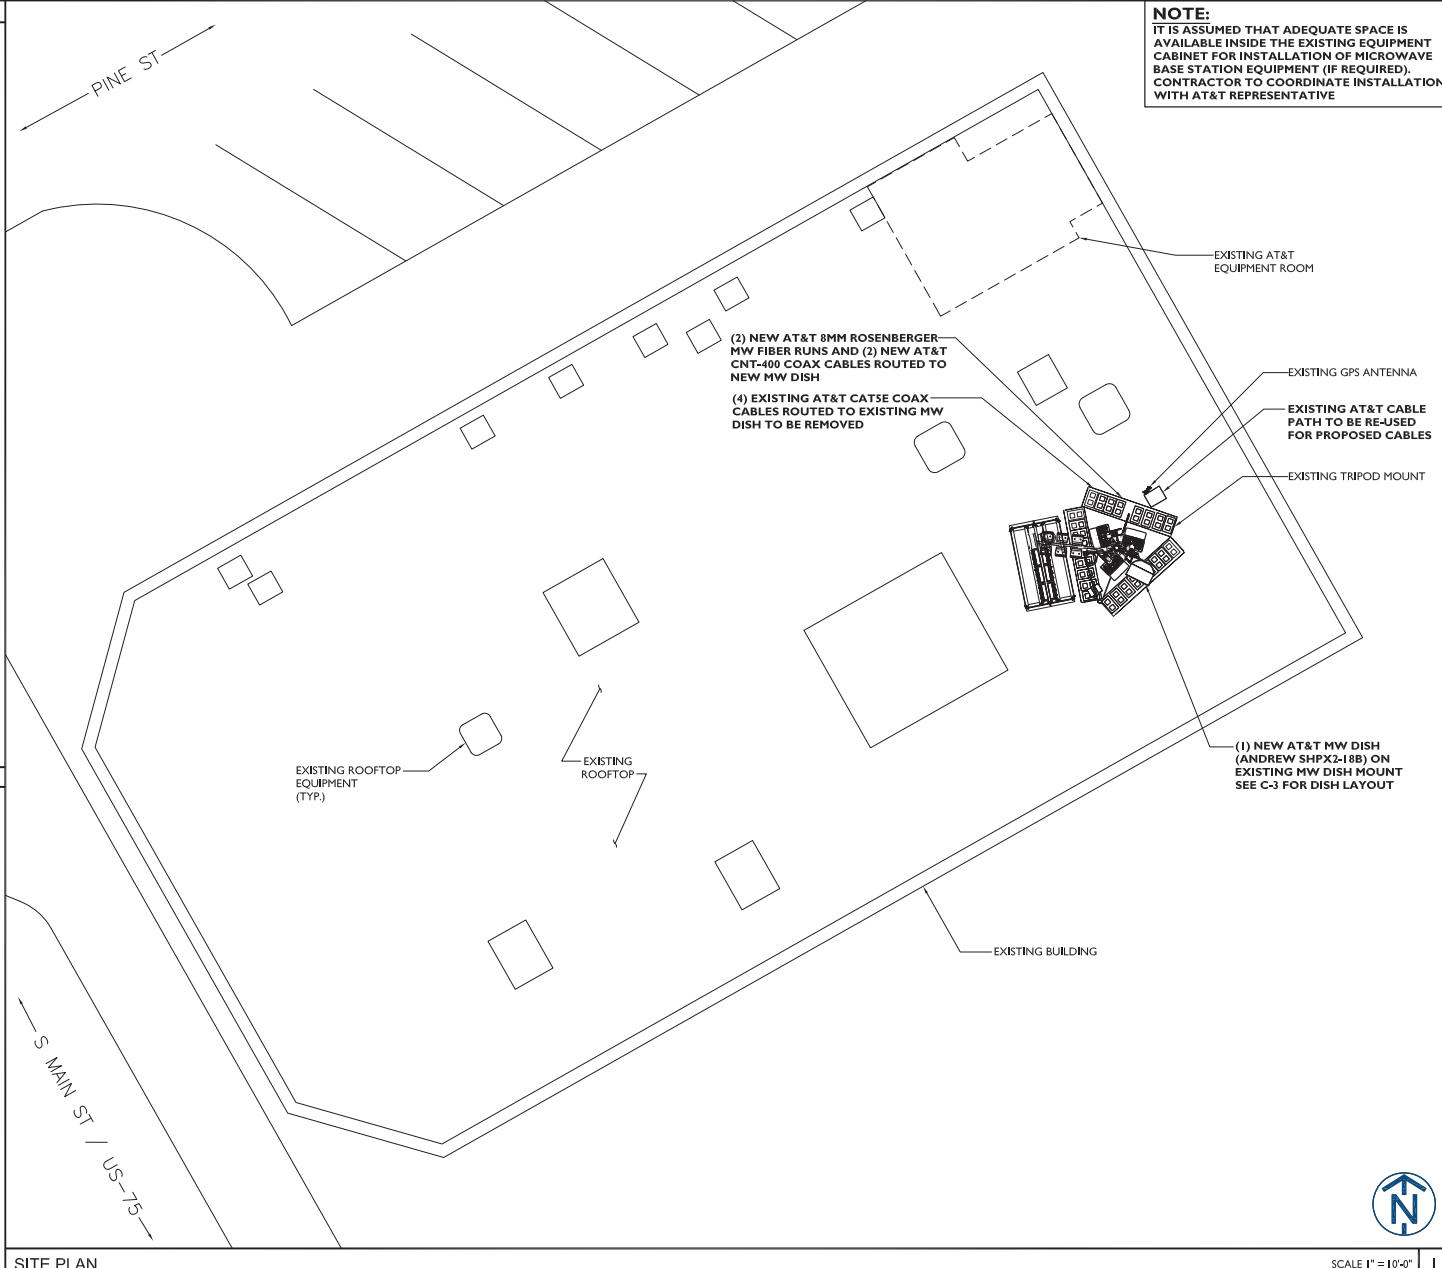 NOTE:
IT IS ASSUMED THAT ADEQUATE SPACE IS
AVAILABLE INSIDE THE EXISTING EQUIPMENT
CABINET FOR INSTALLATION OF MICROWAVE
BASE STATION EQUIPMENT (IF REQUIRED).
CONTRACTOR TO COORDINATE INSTALLATION
WITH AT&T REPRESENTATIVE
PINE ST
EXISTING AT&T
EQUIPMENT ROOM
(2) NEW AT&T 8MM ROSENBERGER
MW FIBER RUNS AND (2) NEW AT&T
CNT-400 COAX CABLES ROUTED TO
NEW MW DISH
(4) EXISTING AT&T CAT5E COAX
CABLES ROUTED TO EXISTING MW
DISH TO BE REMOVED
EXISTING GPS ANTENNA
EXISTING AT&T CABLE
PATH TO BE RE-USED
FOR PROPOSED CABLES
EXISTING TRIPOD MOUNT
(1) NEW AT&T MW DISH
(ANDREW SHPX2-18B) ON
EXISTING MW DISH MOUNT
SEE C-3 FOR DISH LAYOUT
EXISTING ROOFTOP
EQUIPMENT
(TYP.)
EXISTING
ROOFTOP
EXISTING BUILDING
S MAIN ST / US-75
N
SITE PLAN
SCALE 1" = 10'-0"
1